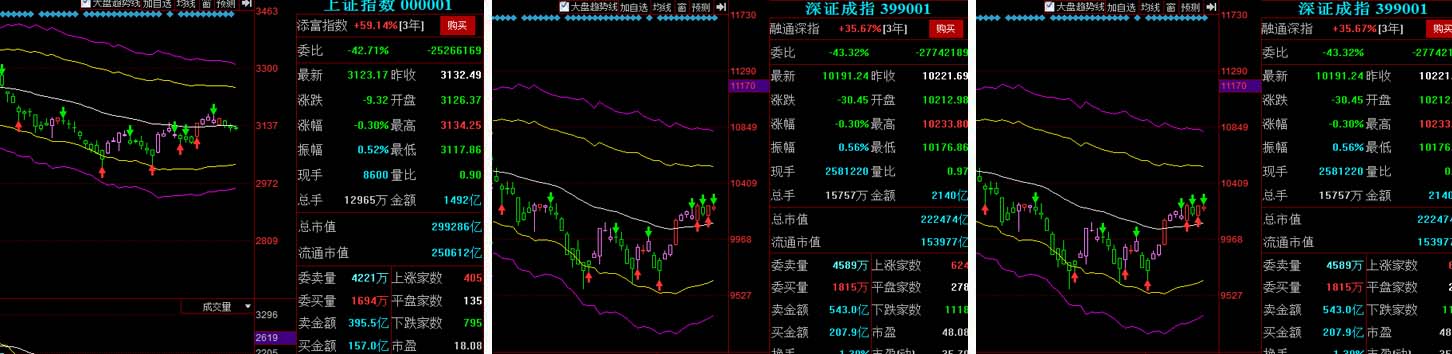 大盘趋势线 加自选 均线 窗 预测
3463
3300
3137
2972
2809
成交量
3296
2619
上证指数 000001
添富指数 +59.14%[3年] 购买
委比 -42.71% -25266169
最新 3123.17 昨收 3132.49
涨跌 -9.32 开盘 3126.37
涨幅 -0.30% 最高 3134.25
振幅 0.52% 最低 3117.86
现手 8600 量比 0.90
总手 12965万 金额 1492亿
总市值 299286亿
流通市值 250612亿
委卖量 4221万 上涨家数 405
委买量 1694万 平盘家数 135
卖金额 395.5亿 下跌家数 795
买金额 157.0亿 市盈 18.08
大盘趋势线 加自选 均线 窗 预测
11730
11290
11170
10849
10409
9968
9527
深证成指 399001
融通深指 +35.67%[3年] 购买
委比 -43.32% -27742189
最新 10191.24 昨收 10221.69
涨跌 -30.45 开盘 10212.98
涨幅 -0.30% 最高 10233.80
振幅 0.56% 最低 10176.86
现手 2581220 量比 0.97
总手 15757万 金额 2140亿
总市值 222474亿
流通市值 153977亿
委卖量 4589万 上涨家数 624
委买量 1815万 平盘家数 278
卖金额 543.0亿 下跌家数 1118
买金额 207.9亿 市盈 48.08
大盘趋势线 加自选 均线 窗 预测
11730
11290
11170
10849
10409
9968
9527
深证成指 399001
融通深指 +35.67%[3年] 购买
委比 -43.32% -277421
最新 10191.24 昨收 10221
涨跌 -30.45 开盘 10212.
涨幅 -0.30% 最高 10233.
振幅 0.56% 最低 10176.
现手 2581220 量比 0.9
总手 15757万 金额 2140
总市值 222474
流通市值 153977
委卖量 4589万 上涨家数 6
委买量 1815万 平盘家数 2
卖金额 543.0亿 下跌家数 11
买金额 207.9亿 市盈 48.